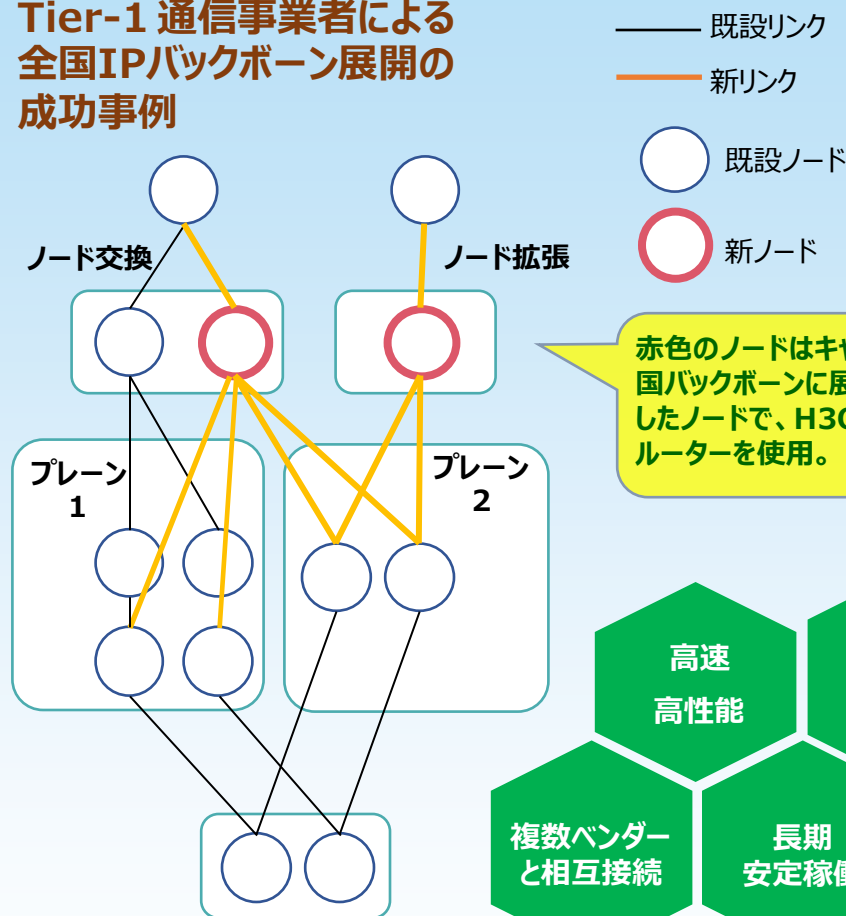 Tier-1 通信事業者による
全国IPバックボーン展開の
成功事例
既設リンク
新リンク
既設ノード
新ノード
ノード交換
ノード拡張
赤色のノードはキャ
国バックボーンに展
したノードで、H3C
ルーターを使用。
プレーン
1
プレーン
2
高速
高性能
複数ベンダー
と相互接続
長期
安定稼働